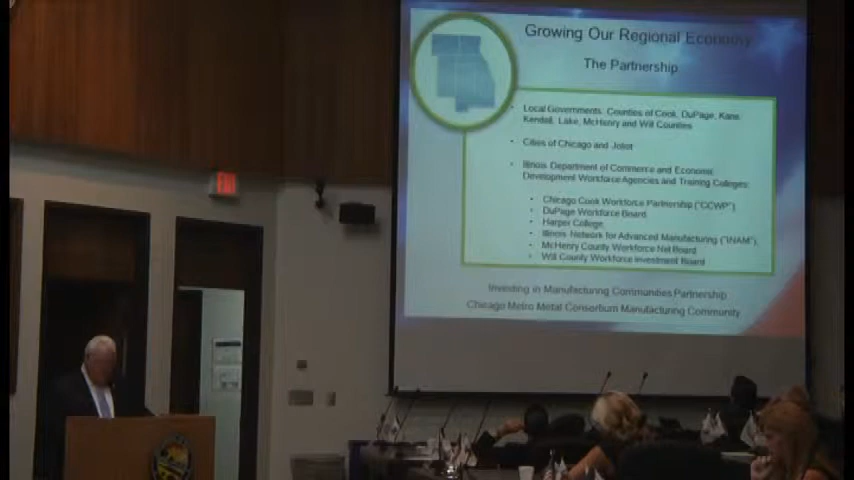 Growing Our Regional Economy
The Partnership
• Local Governments: Counties of Cook, DuPage, Kane,
Kendall, Lake, McHenry and Will Counties
• Cities of Chicago and Joliet
• Illinois Department of Commerce and Economic
Development Workforce Agencies and Training Colleges:
• Chicago Cook Workforce Partnership ("CCWP"),
• DuPage Workforce Board
• Harper College
• Illinois Network for Advanced Manufacturing ("INAM"),
• McHenry County Workforce Net Board
• Will County Workforce Investment Board
Investing in Manufacturing Communities Partnership
Chicago Metro Metal Consortium Manufacturing Community
EXIT